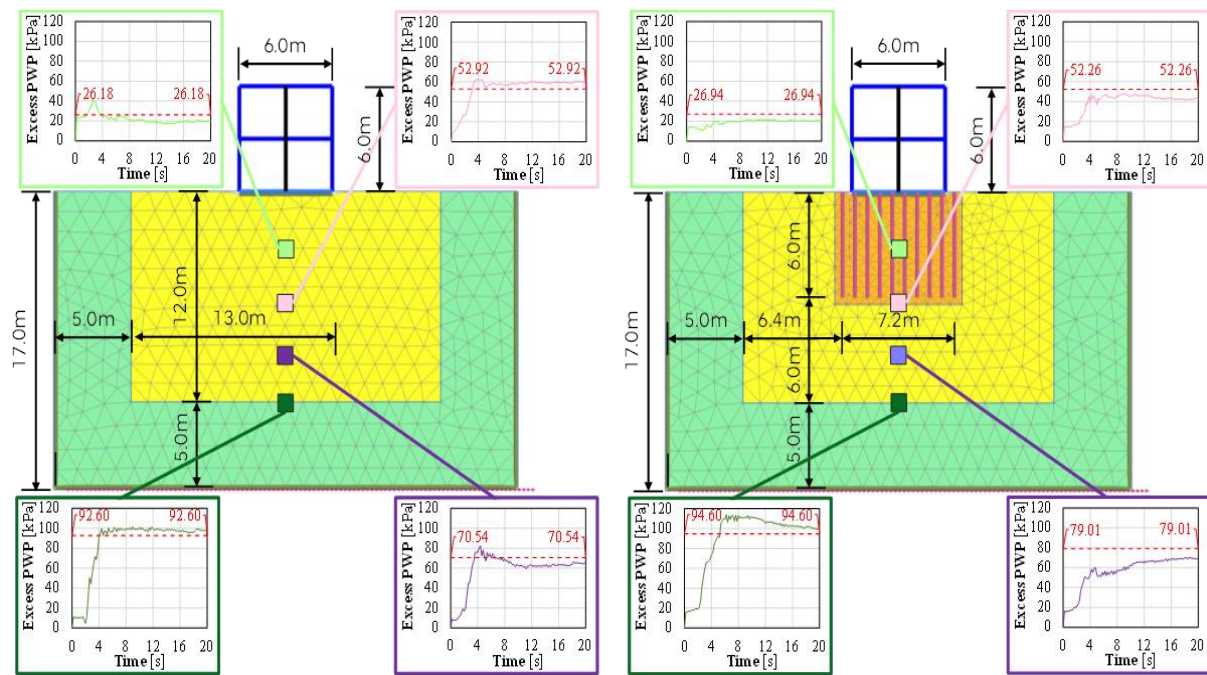 Excess PWP [kPa]
120
100
80
60
40
20
0
26.18 26.18
0 4 8 12 16 20
Time [s]
6.0m
Excess PWP [kPa]
120
100
80
60
40
20
0
52.92 52.92
0 4 8 12 16 20
Time [s]
6.0m
17.0m
5.0m
12.0m
13.0m
5.0m
Excess PWP [kPa]
120
100
80
60
40
20
0
92.60 92.60
0 4 8 12 16 20
Time [s]
Excess PWP [kPa]
120
100
80
60
40
20
0
70.54 70.54
0 4 8 12 16 20
Time [s]
Excess PWP [kPa]
120
100
80
60
40
20
0
26.94 26.94
0 4 8 12 16 20
Time [s]
6.0m
Excess PWP [kPa]
120
100
80
60
40
20
0
52.26 52.26
0 4 8 12 16 20
Time [s]
6.0m
17.0m
6.0m
5.0m
6.4m
7.2m
6.0m
5.0m
Excess PWP [kPa]
120
100
80
60
40
20
0
94.60 94.60
0 4 8 12 16 20
Time [s]
Excess PWP [kPa]
120
100
80
60
40
20
0
79.01 79.01
0 4 8 12 16 20
Time [s]